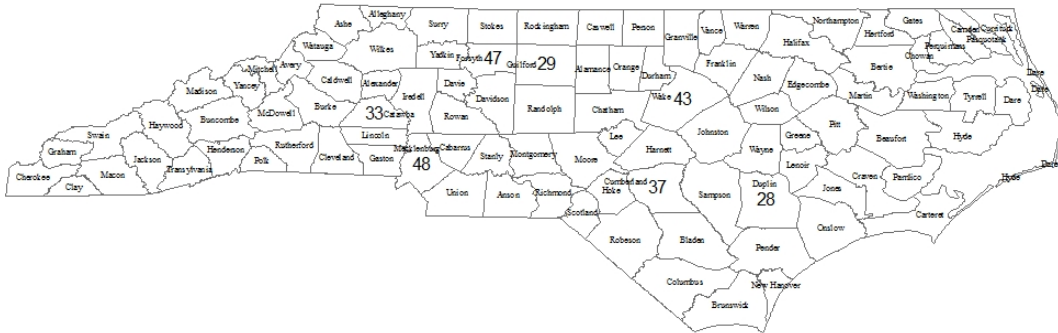 Alleghany
Ashe
Surry
Stokes
Rockingham
Caswell
Person
Granville
Vance
Warren
Northampton
Gates
Hertford
Camden
Currituck
Pasquotank
Perquimans
Chowan
Halifax
Watauga
Wilkes
Yadkin
Forsyth 47
Guilford 29
Alamance
Orange
Durham
Franklin
Bertie
Mitchell
Avery
Caldwell
Alexander
Iredell
Davie
Davidson
Wake 43
Nash
Edgecombe
Martin
Washington
Tyrrell
Dare
Dare
Dare
Madison
Yancey
Burke
33 Catawba
Rowan
Randolph
Chatham
Wilson
Pitt
Beaufort
Hyde
Haywood
Buncombe
McDowell
Lincoln
Lee
Johnston
Greene
Swain
Graham
Jackson
Henderson
Rutherford
Polk
Cleveland
Gaston
Mecklenburg
48
Cabarrus
Stanly
Montgomery
Moore
Harnett
Wayne
Lenoir
Craven
Pamlico
Dare
Hyde
Cherokee
Clay
Macon
Transylvania
Union
Anson
Richmond
Cumberland 37
Hoke
Scotland
Sampson
Duplin
28
Jones
Carteret
Robeson
Bladen
Pender
Onslow
Columbus
New Hanover
Brunswick